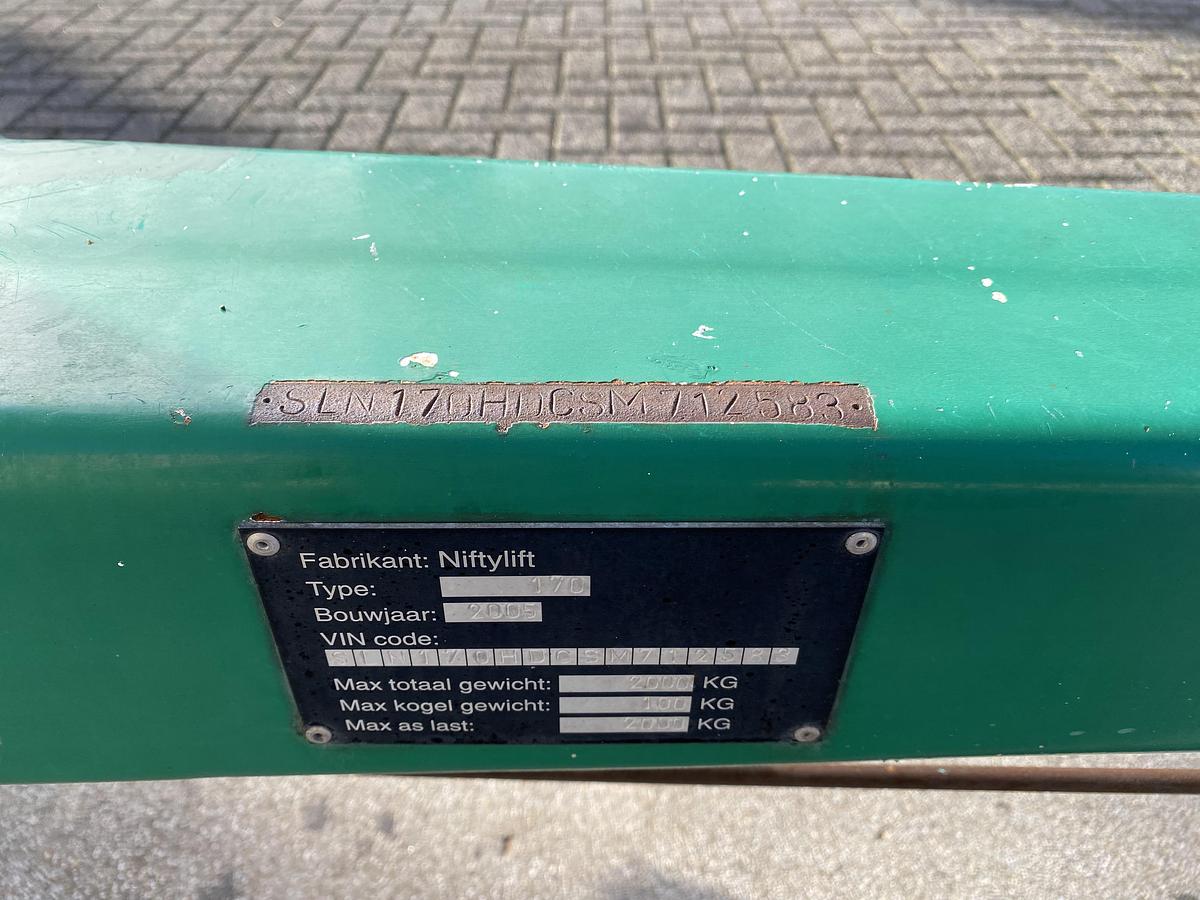 SLN170HDCSM712583
Fabrikant: Niftylift
Type: 170
Bouwjaar: 2005
VIN code:
SLN170HDCSM712583
Max totaal gewicht: 2000 KG
Max kogel gewicht: 100 KG
Max as last: 2000 KG